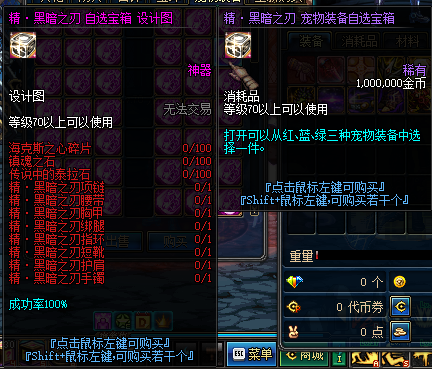 精·黑暗之刃 自选宝箱 设计图
神器
设计图
无法交易
等级70以上可以使用
海克斯之心碎片 0/100
镇魂之石 0/100
传说中的泰拉石 0/100
精·黑暗之刃项链 0/1
精·黑暗之刃腰带 0/1
精·黑暗之刃胸甲 0/1
精·黑暗之刃绑腿 0/1
精·黑暗之刃指环 0/1
精·黑暗之刃短靴 0/1
精·黑暗之刃护肩 0/1
精·黑暗之刃手镯 0/1
成功率100%
『点击鼠标左键可购买』
『Shift+鼠标左键,可购买若干个』
精·黑暗之刃 宠物装备自选宝箱
稀有
1,000,000金币
消耗品
等级70以上可以使用
打开可以从红、蓝、绿三种宠物装备中选
择一件。
『点击鼠标左键可购买』
『Shift+鼠标左键,可购买若干个』
装备
消耗品
材料
出售
购买
重量!
0 个
0 代币券
0 点
ESC 菜单
商城